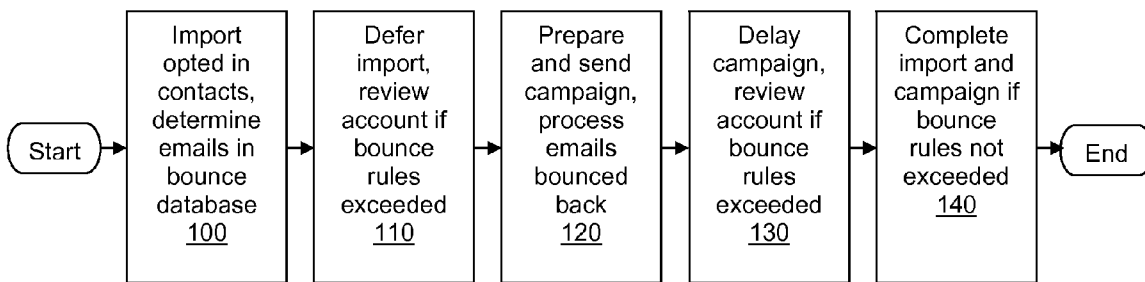 Start
Import
opted in
contacts,
determine
emails in
bounce
database
100
Defer
import,
review
account if
bounce
rules
exceeded
110
Prepare
and send
campaign,
process
emails
bounced
back
120
Delay
campaign,
review
account if
bounce
rules
exceeded
130
Complete
import and
campaign if
bounce
rules not
exceeded
140
End